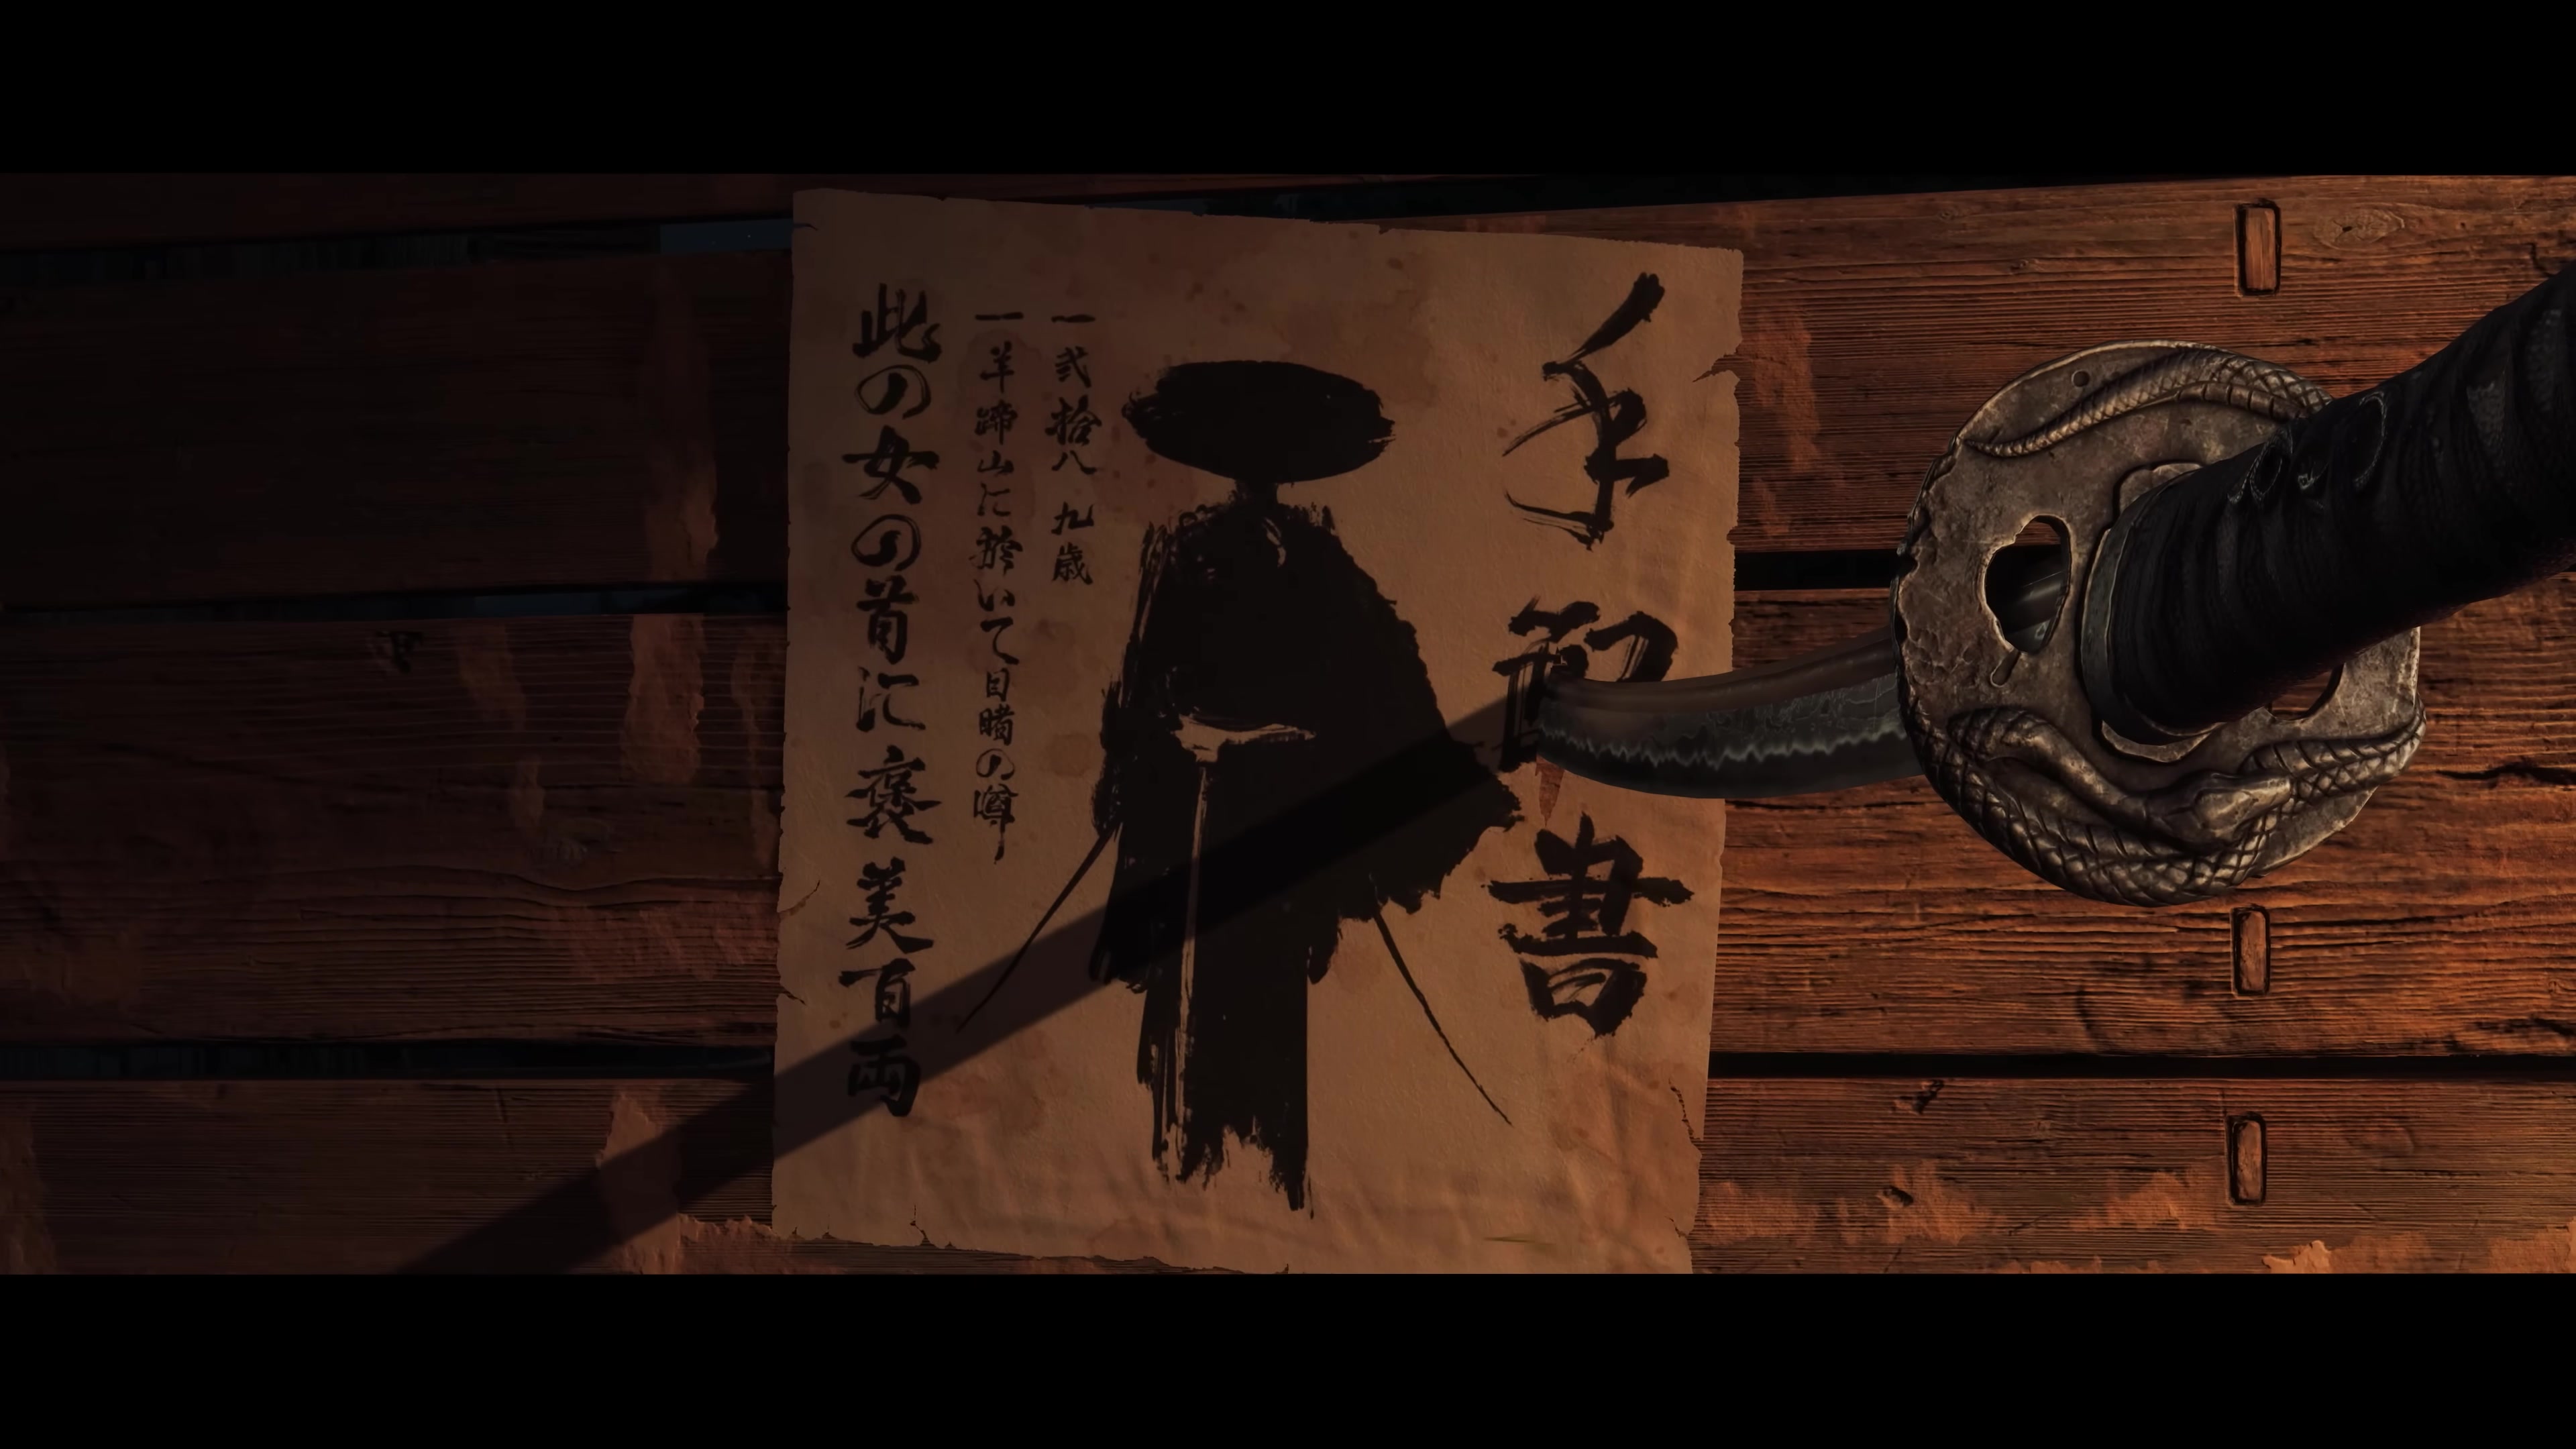 手配書
一 弐拾八 九歳
一 羊蹄山に於いて目睹の噂
此の女の首に褒美百両